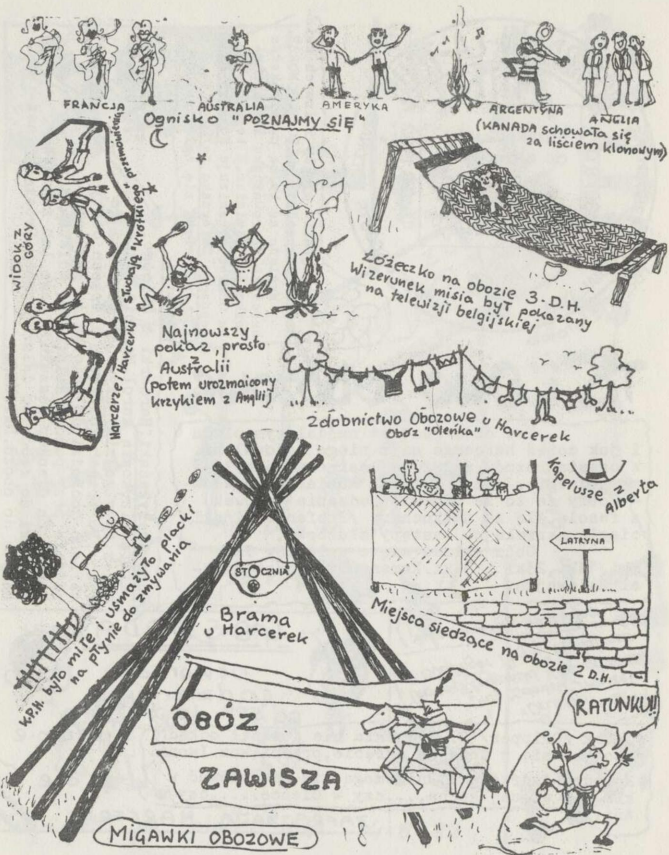 FRANCJA
AUSTRALIA
AMERYKA
ARGENTYNA
ANGLIA
(KANADA schowała się
za liściem klonowym)
Ognisko "POZNAJMY SIĘ"
WIDOK Z
GÓRY
Harcerze i Harcerki słuchają "krótkiego" przemówienia
Najnowszy
pokaz, prosto
z
Australii
(potem urozmaicony
krzykiem z Anglii)
Łóżeczko na obozie 3-D.H.
Wizerunek misia był pokazany
na telewizji belgijskiej
Zdobnictwo Obozowe u Harcerek
Obóz "Oleńka"
Kapelusze z
Alberta
LATRYNA
Miejsca siedzące na obozie 2 D.H.
K.P.H. było miłe i usmażyło placki
na płynie do zmywania
STOCZNIA
Brama
u Harcerek
OBÓZ
ZAWISZA
RATUNKU!!
MIGAWKI OBOZOWE
18